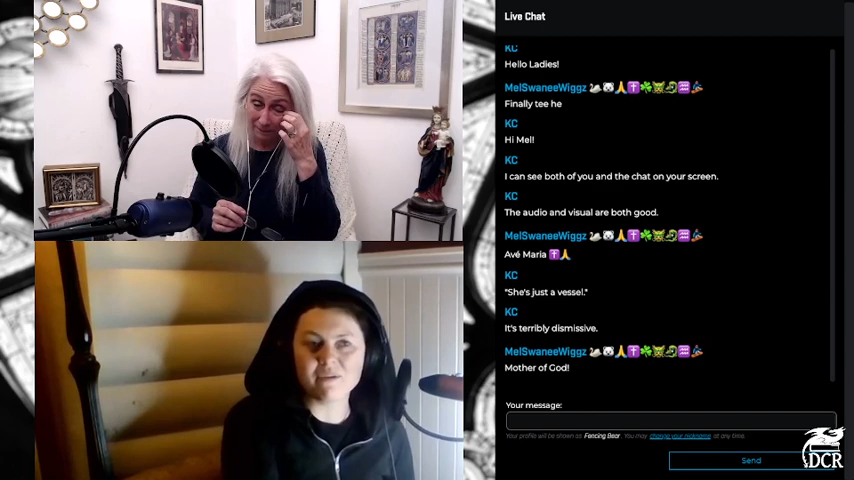 Live Chat
KC
Hello Ladies!
MelSwaneeWiggz 🦢🐻‍❄️🙏✝️☘️🐯🐉♒🎉
Finally tee he
KC
Hi Mel!
KC
I can see both of you and the chat on your screen.
KC
The audio and visual are both good.
MelSwaneeWiggz 🦢🐻‍❄️🙏✝️☘️🐯🐉♒🎉
Avé Maria ✝️🙏
KC
"She's just a vessel."
KC
It's terribly dismissive.
MelSwaneeWiggz 🦢🐻‍❄️🙏✝️☘️🐯🐉♒🎉
Mother of God!
Your message:
Your profile will be shown as Fencing Bear. You may change your nickname at any time.
Send
DCR